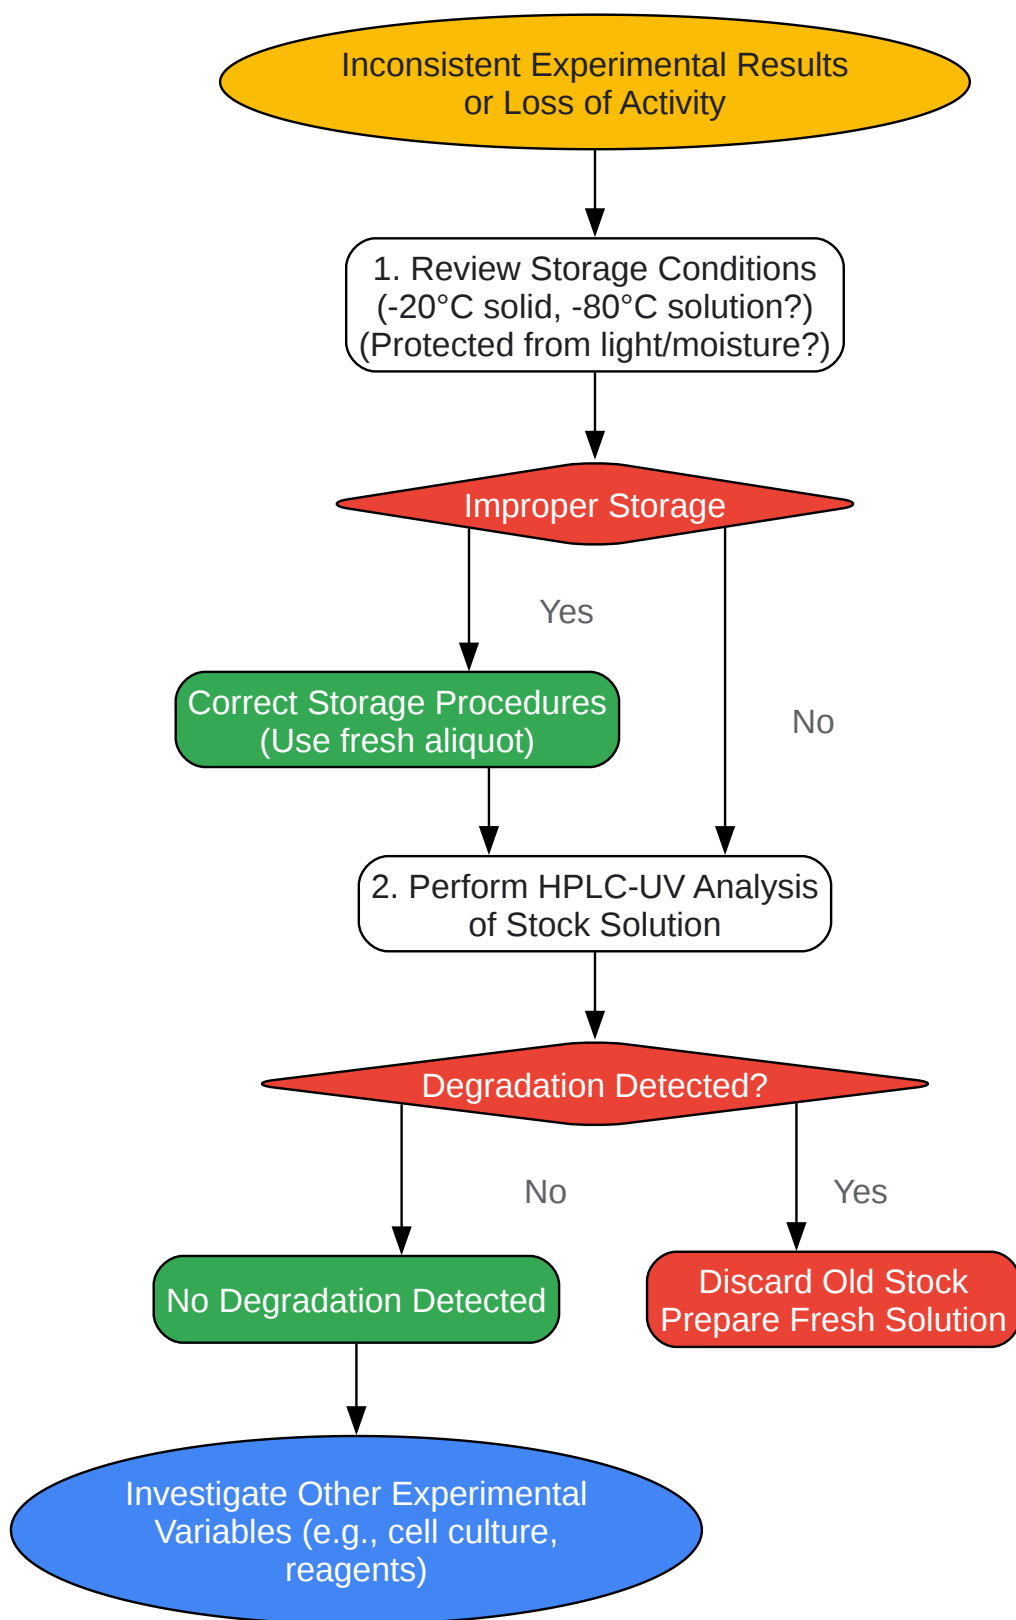 Inconsistent Experimental Results
or Loss of Activity
1. Review Storage Conditions
(-20°C solid, -80°C solution?)
(Protected from light/moisture?)
Improper Storage
Yes
Correct Storage Procedures
(Use fresh aliquot)
No
2. Perform HPLC-UV Analysis
of Stock Solution
Degradation Detected?
No
Yes
No Degradation Detected
Discard Old Stock
Prepare Fresh Solution
Investigate Other Experimental
Variables (e.g., cell culture,
reagents)